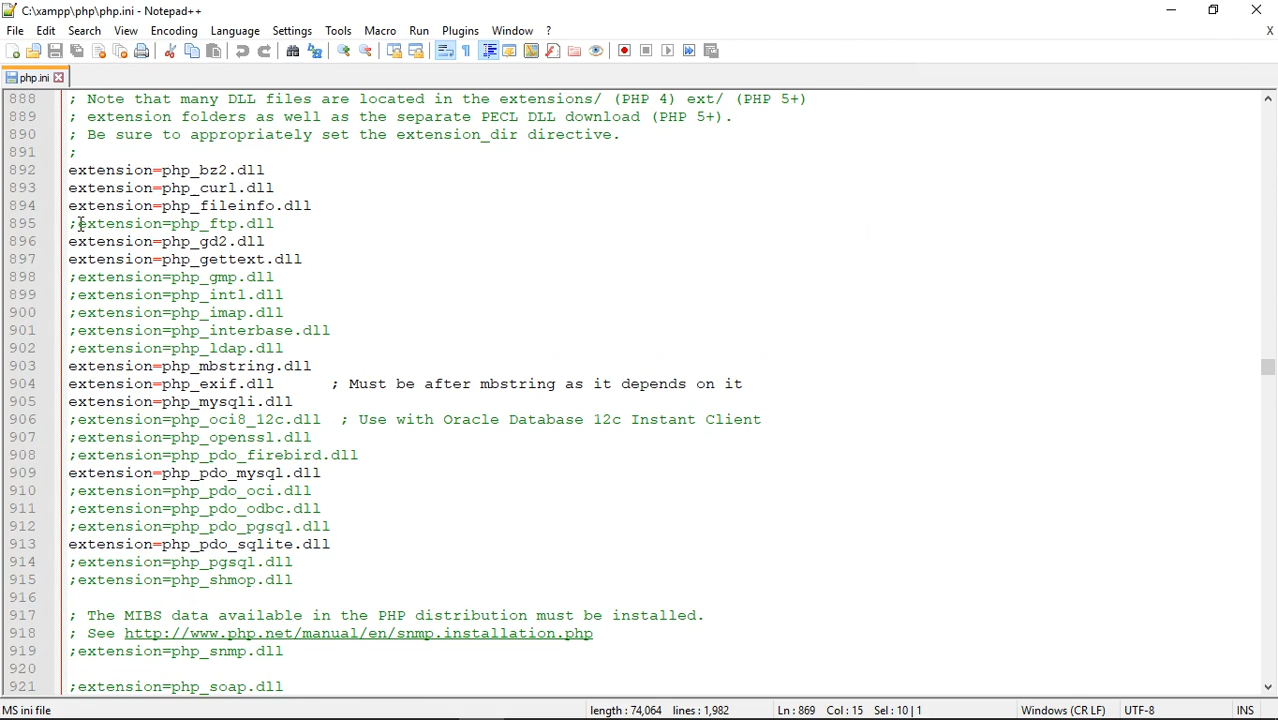 C:\xampp\php\php.ini - Notepad++
File Edit Search View Encoding Language Settings Tools Macro Run Plugins Window ? X
php.ini
888 ; Note that many DLL files are located in the extensions/ (PHP 4) ext/ (PHP 5+)
889 ; extension folders as well as the separate PECL DLL download (PHP 5+).
890 ; Be sure to appropriately set the extension_dir directive.
891 ;
892 extension=php_bz2.dll
893 extension=php_curl.dll
894 extension=php_fileinfo.dll
895 ;extension=php_ftp.dll
896 extension=php_gd2.dll
897 extension=php_gettext.dll
898 ;extension=php_gmp.dll
899 ;extension=php_intl.dll
900 ;extension=php_imap.dll
901 ;extension=php_interbase.dll
902 ;extension=php_ldap.dll
903 extension=php_mbstring.dll
904 extension=php_exif.dll ; Must be after mbstring as it depends on it
905 extension=php_mysqli.dll
906 ;extension=php_oci8_12c.dll ; Use with Oracle Database 12c Instant Client
907 ;extension=php_openssl.dll
908 ;extension=php_pdo_firebird.dll
909 extension=php_pdo_mysql.dll
910 ;extension=php_pdo_oci.dll
911 ;extension=php_pdo_odbc.dll
912 ;extension=php_pdo_pgsql.dll
913 extension=php_pdo_sqlite.dll
914 ;extension=php_pgsql.dll
915 ;extension=php_shmop.dll
916
917 ; The MIBS data available in the PHP distribution must be installed.
918 ; See http://www.php.net/manual/en/snmp.installation.php
919 ;extension=php_snmp.dll
920
921 ;extension=php_soap.dll
MS ini file length : 74,064 lines : 1,982 Ln : 869 Col : 15 Sel : 10 | 1 Windows (CR LF) UTF-8 INS